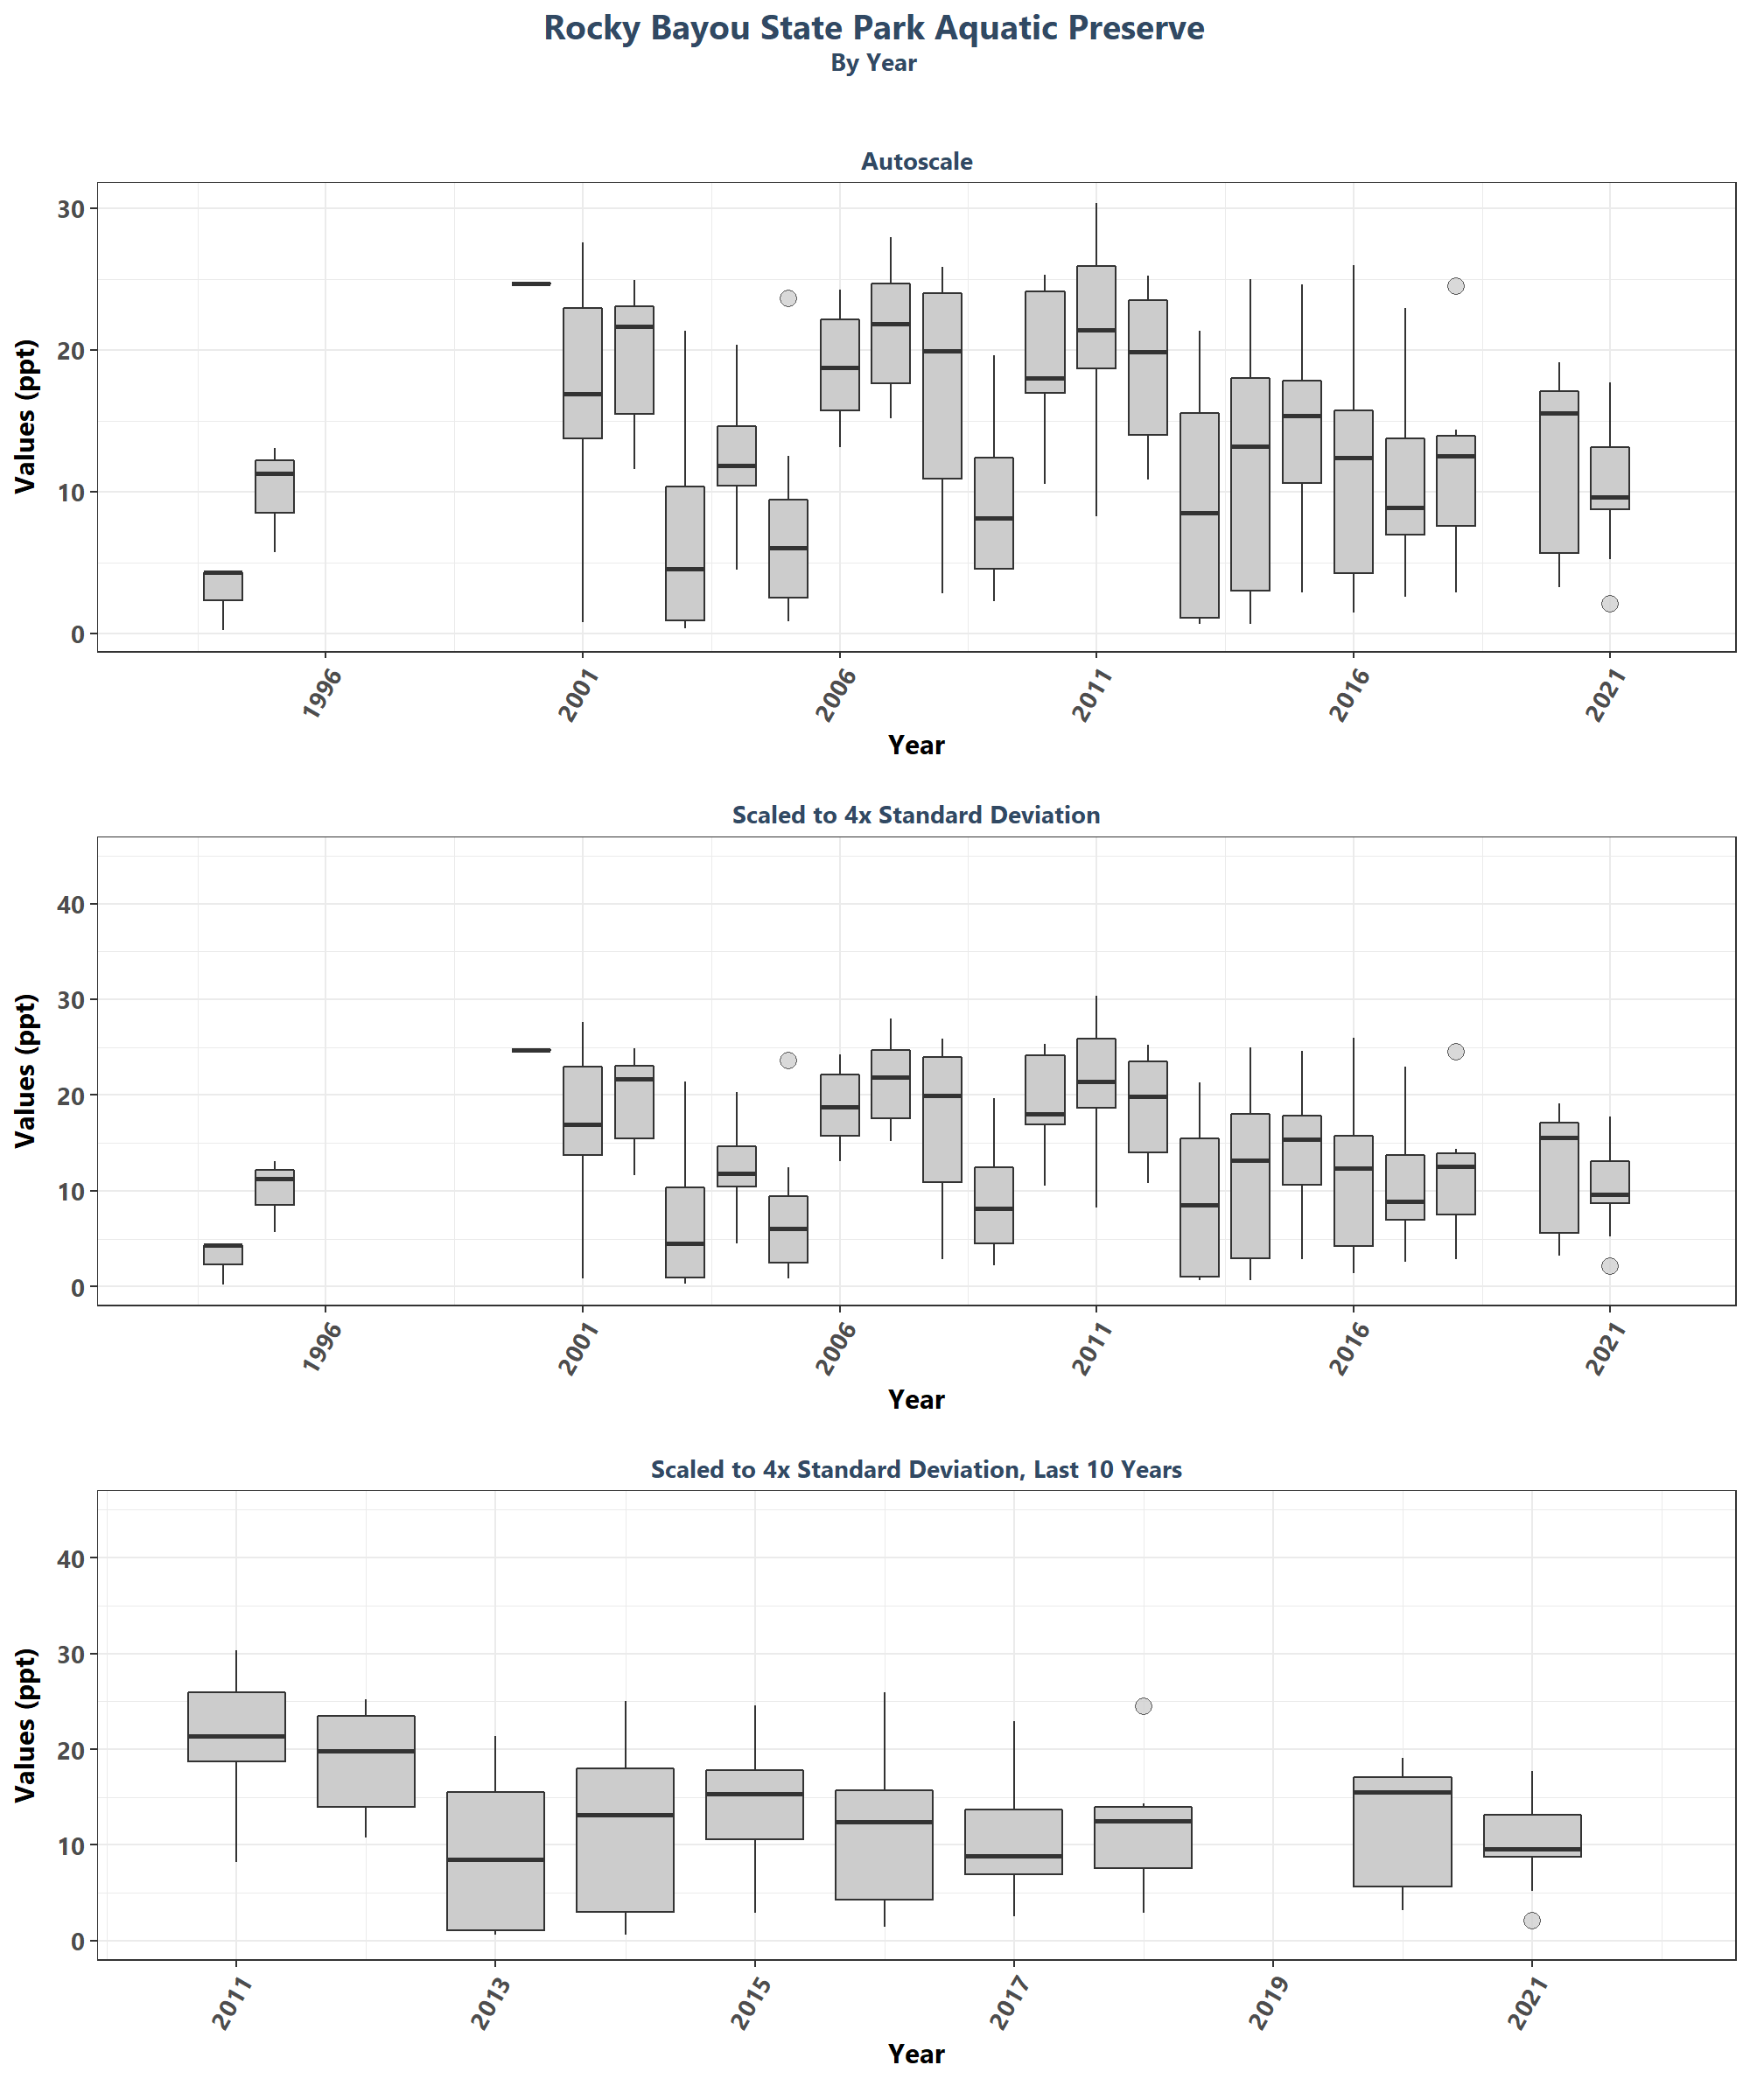 Rocky Bayou State Park Aquatic Preserve
By Year
Autoscale
Values (ppt)
30
20
10
0
1996
2001
2006
2011
2016
2021
Year
Scaled to 4x Standard Deviation
Values (ppt)
40
30
20
10
0
1996
2001
2006
2011
2016
2021
Year
Scaled to 4x Standard Deviation, Last 10 Years
Values (ppt)
40
30
20
10
0
2011
2013
2015
2017
2019
2021
Year